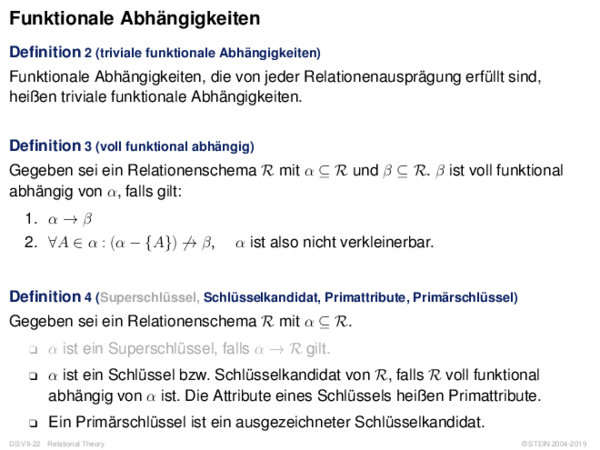 Funktionale Abhängigkeiten
Definition 2 (triviale funktionale Abhängigkeiten)
Funktionale Abhängigkeiten, die von jeder Relationenausprägung erfüllt sind,
heißen triviale funktionale Abhängigkeiten.
Definition 3 (voll funktional abhängig)
Gegeben sei ein Relationenschema ℛ mit α ⊆ ℛ und β ⊆ ℛ. β ist voll funktional
abhängig von α, falls gilt:
1. α → β
2. ∀A ∈ α : (α − {A}) ↛ β, α ist also nicht verkleinerbar.
Definition 4 (Superschlüssel, Schlüsselkandidat, Primattribute, Primärschlüssel)
Gegeben sei ein Relationenschema ℛ mit α ⊆ ℛ.
❑ α ist ein Superschlüssel, falls α → ℛ gilt.
❑ α ist ein Schlüssel bzw. Schlüsselkandidat von ℛ, falls ℛ voll funktional
abhängig von α ist. Die Attribute eines Schlüssels heißen Primattribute.
❑ Ein Primärschlüssel ist ein ausgezeichneter Schlüsselkandidat.
DB:VII-22 Relational Theory ©STEIN 2004-2019